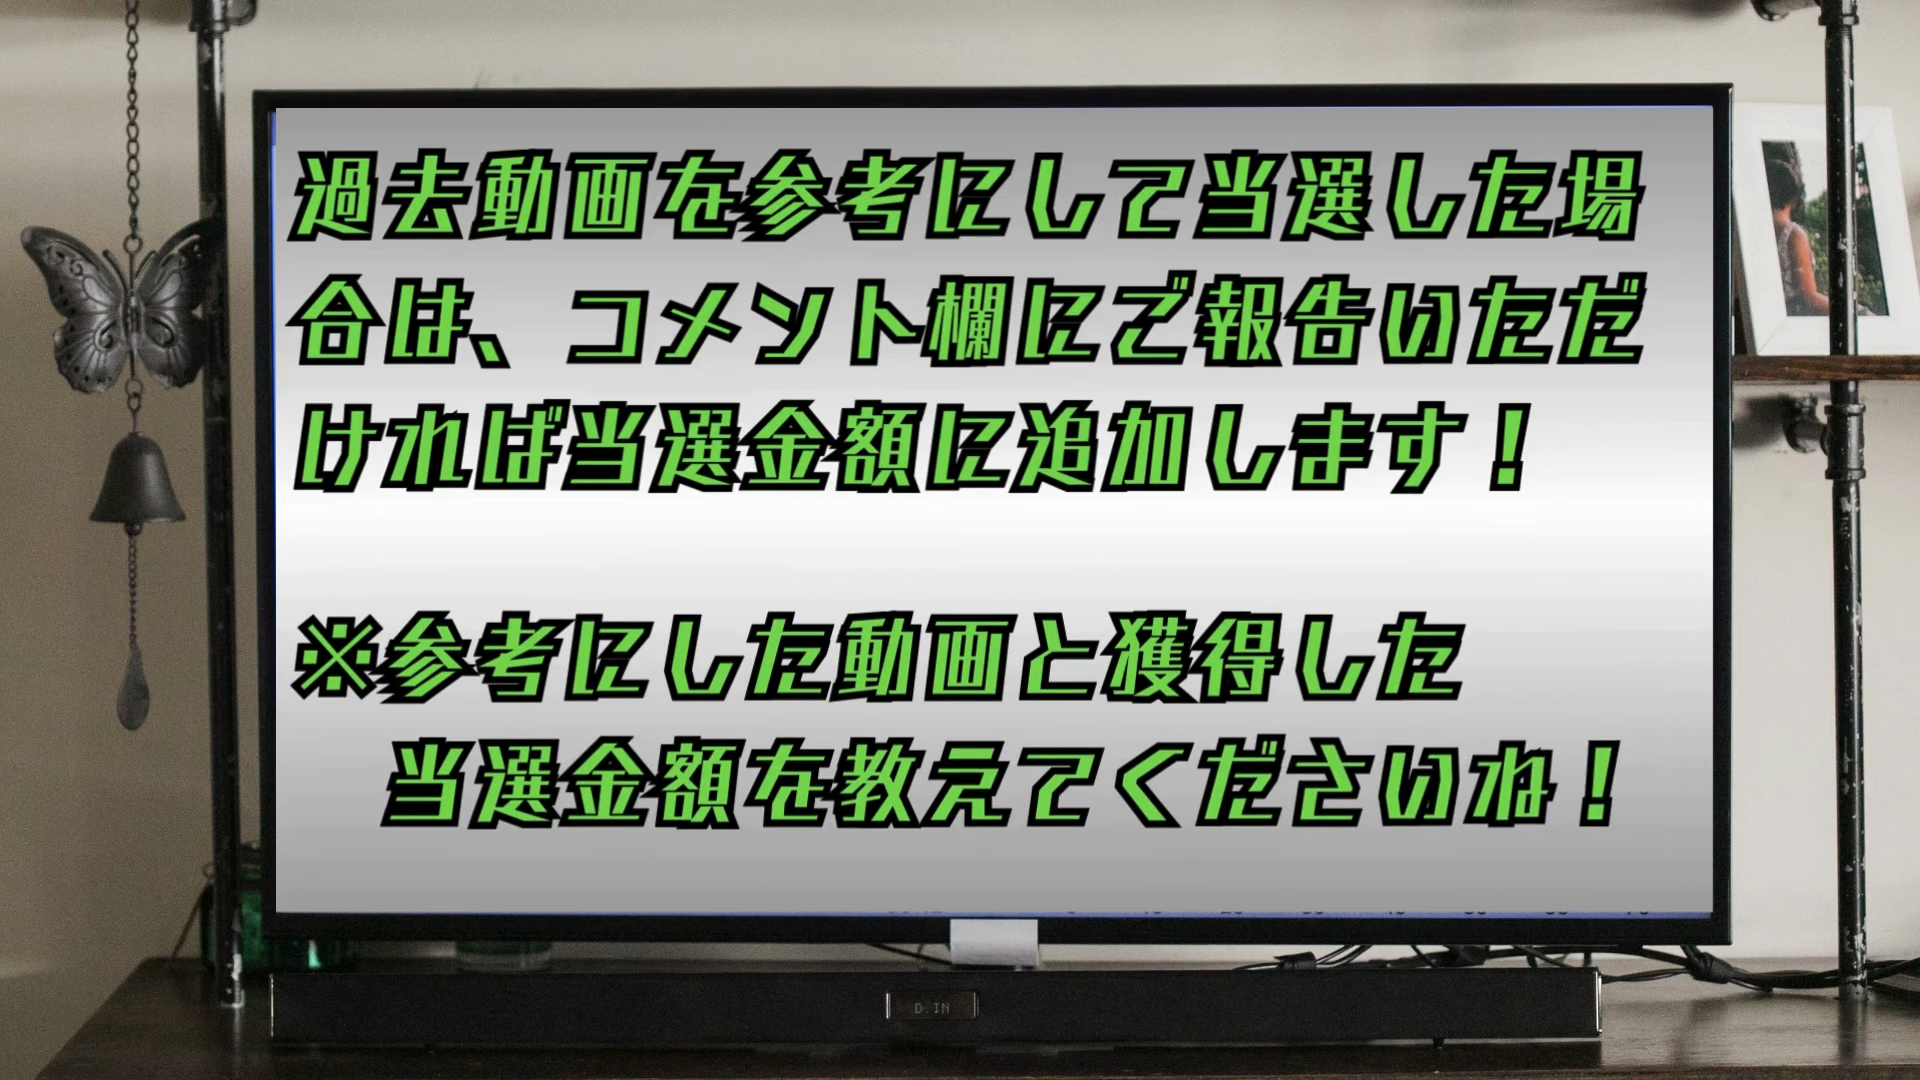 過去動画を参考にして当選した場
合は、コメント欄にご報告いただ
ければ当選金額に追加します！
※参考にした動画と獲得した
当選金額を教えてくださいね！
D.IN